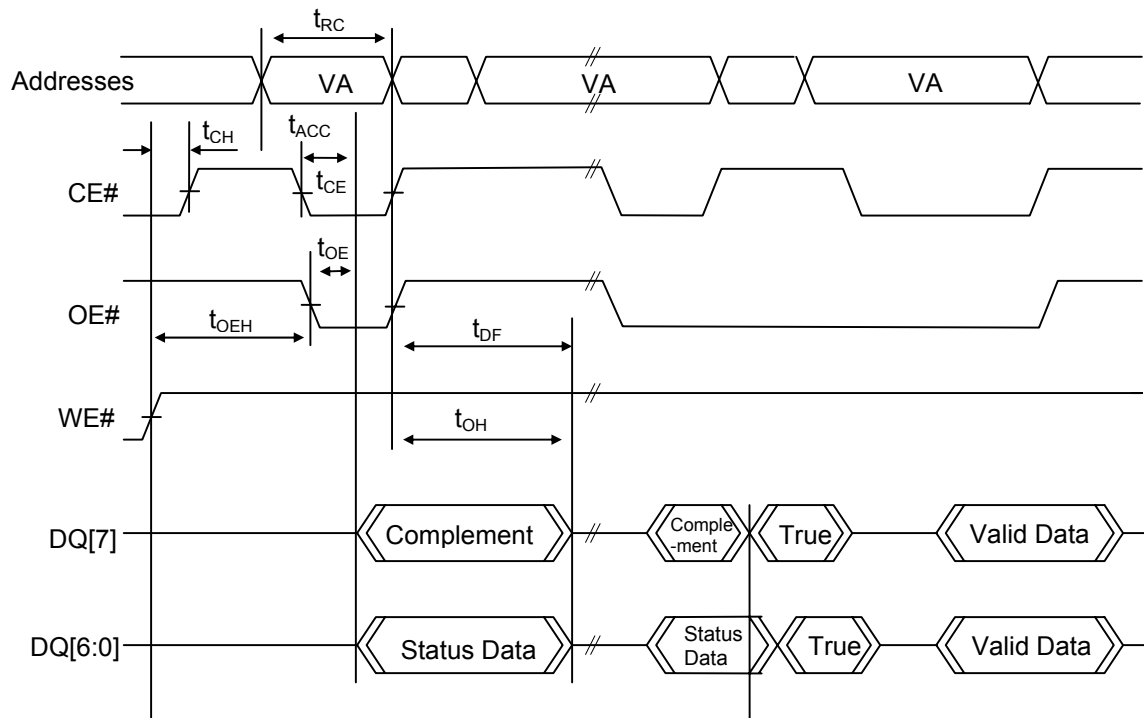 tRC
Addresses VA VA VA
tCH tACC
CE# tCE
tOE
OE#
tOEH tDF
WE# tOH
DQ[7] Complement Comple
-ment True Valid Data
DQ[6:0] Status Data Status
Data True Valid Data